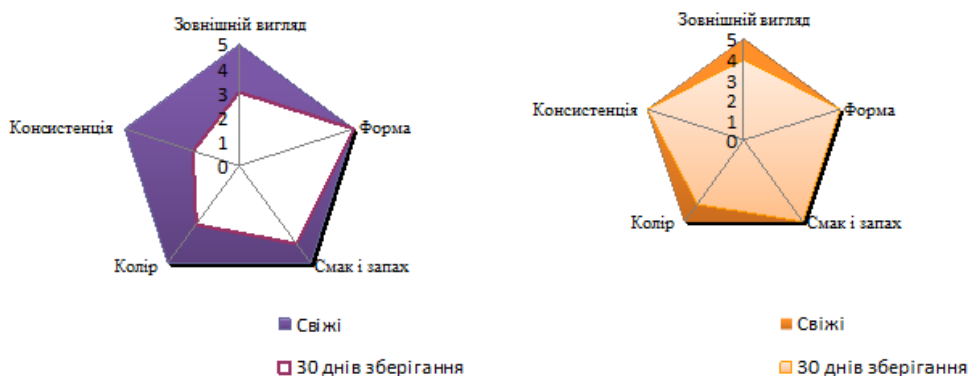 Зовнішній вигляд
5
4
3
2
1
0
Консистенція
Форма
Колір
Смак і запах
Свіжі
30 днів зберігання
Зовнішній вигляд
5
4
3
2
1
0
Консистенція
Форма
Колір
Смак і запах
Свіжі
30 днів зберігання